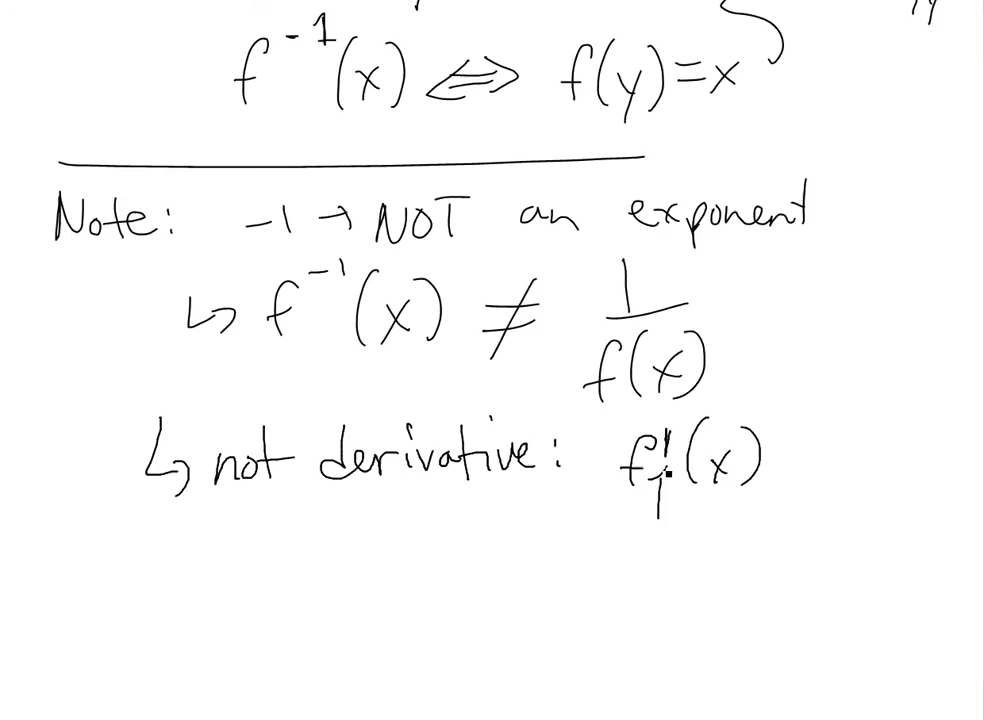 f⁻¹(x) ⇔ f(y)=x
Note: -1 → NOT an exponent
↳ f⁻¹(x) ≠ 1/f(x)
↳ not derivative: f'(x)